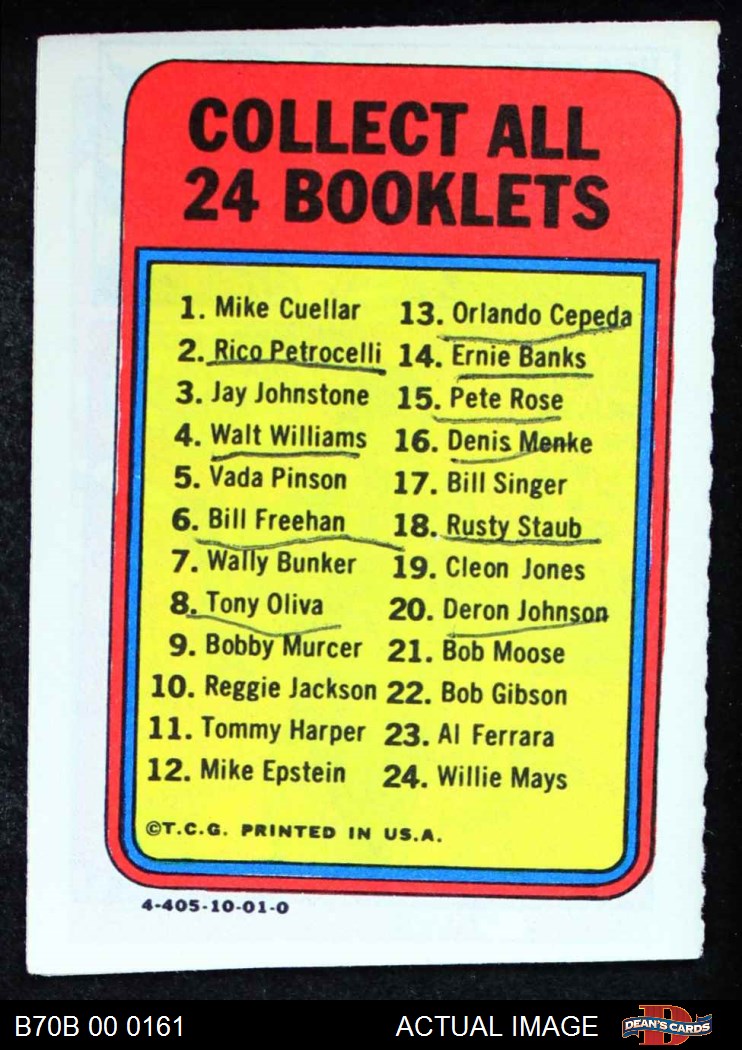 COLLECT ALL
24 BOOKLETS
1. Mike Cuellar
2. Rico Petrocelli
3. Jay Johnstone
4. Walt Williams
5. Vada Pinson
6. Bill Freehan
7. Wally Bunker
8. Tony Oliva
9. Bobby Murcer
10. Reggie Jackson
11. Tommy Harper
12. Mike Epstein
13. Orlando Cepeda
14. Ernie Banks
15. Pete Rose
16. Denis Menke
17. Bill Singer
18. Rusty Staub
19. Cleon Jones
20. Deron Johnson
21. Bob Moose
22. Bob Gibson
23. Al Ferrara
24. Willie Mays
©T.C.G. PRINTED IN U.S.A.
4-405-10-01-0
B70B 00 0161
ACTUAL IMAGE
D
DEAN'S CARDS